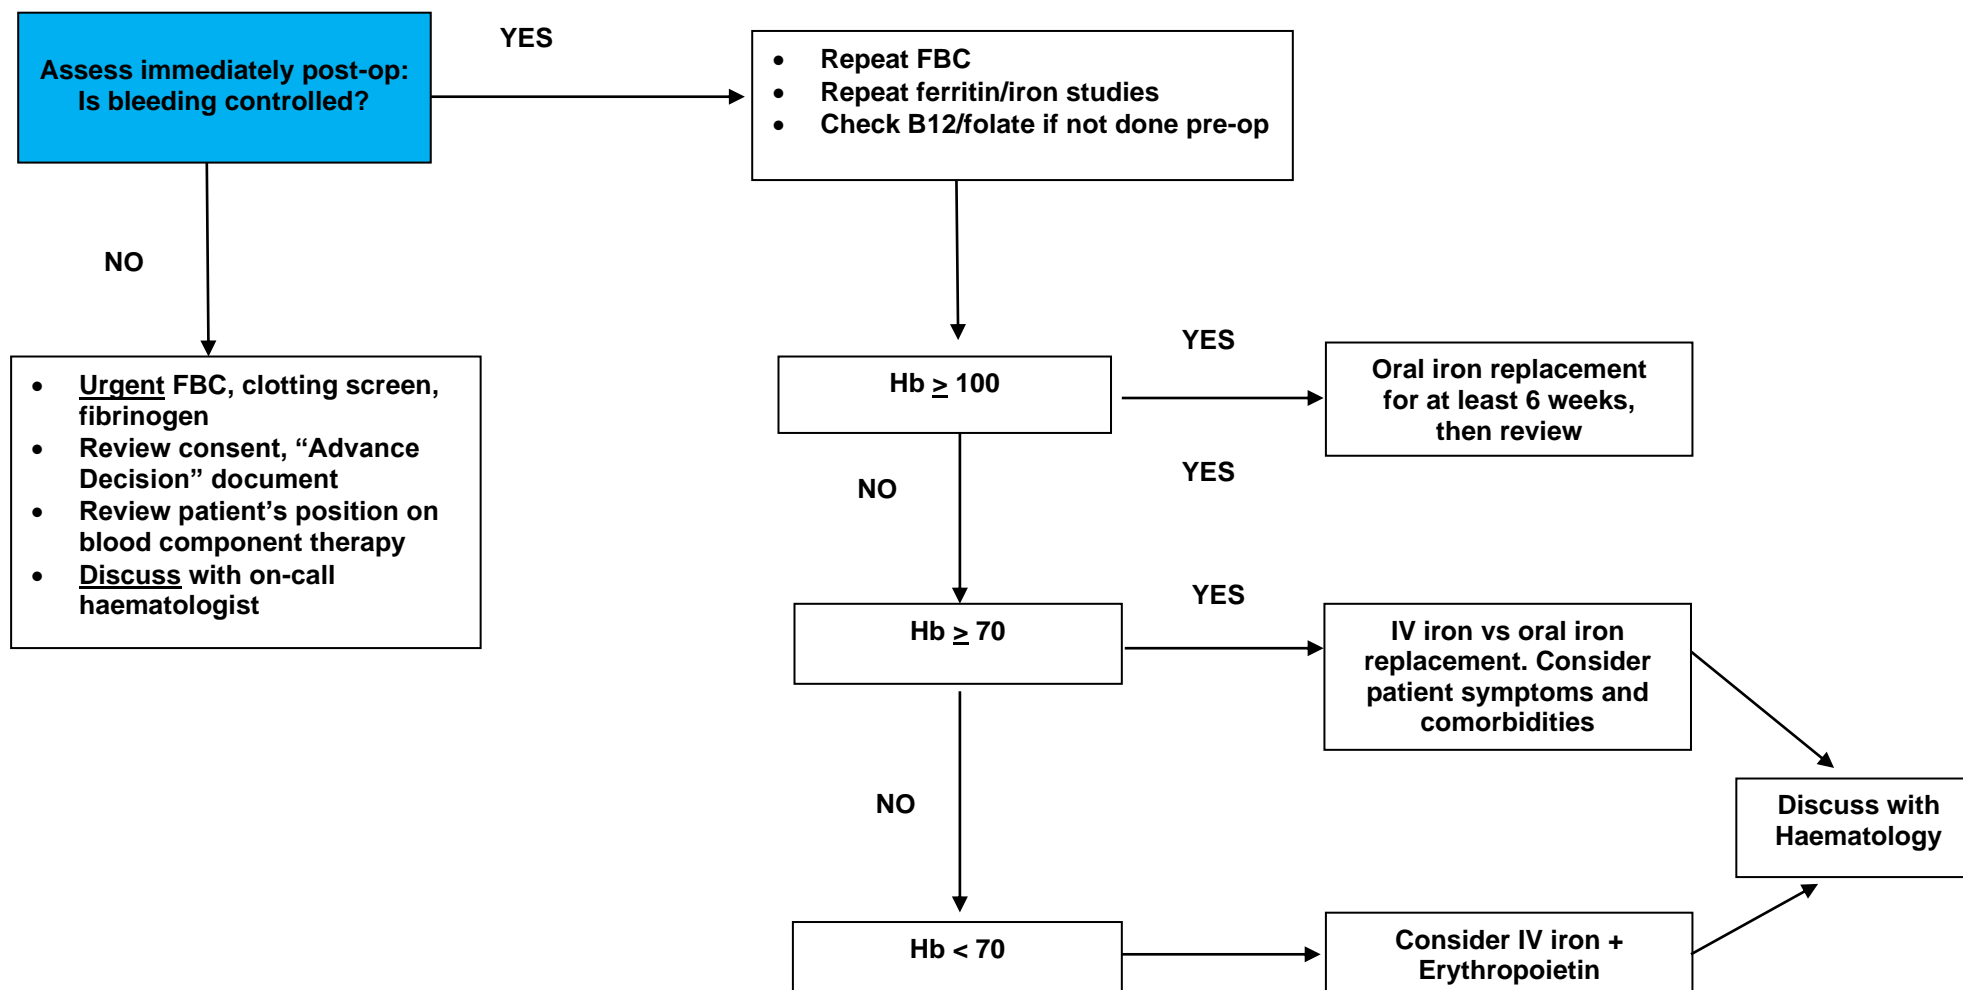 Assess immediately post-op:
Is bleeding controlled?
YES
• Repeat FBC
• Repeat ferritin/iron studies
• Check B12/folate if not done pre-op
NO
• Urgent FBC, clotting screen,
fibrinogen
• Review consent, “Advance
Decision” document
• Review patient’s position on
blood component therapy
• Discuss with on-call
haematologist
Hb ≥ 100
YES
Oral iron replacement
for at least 6 weeks,
then review
NO
YES
Hb ≥ 70
YES
IV iron vs oral iron
replacement. Consider
patient symptoms and
comorbidities
NO
Discuss with
Haematology
Hb < 70
Consider IV iron +
Erythropoietin